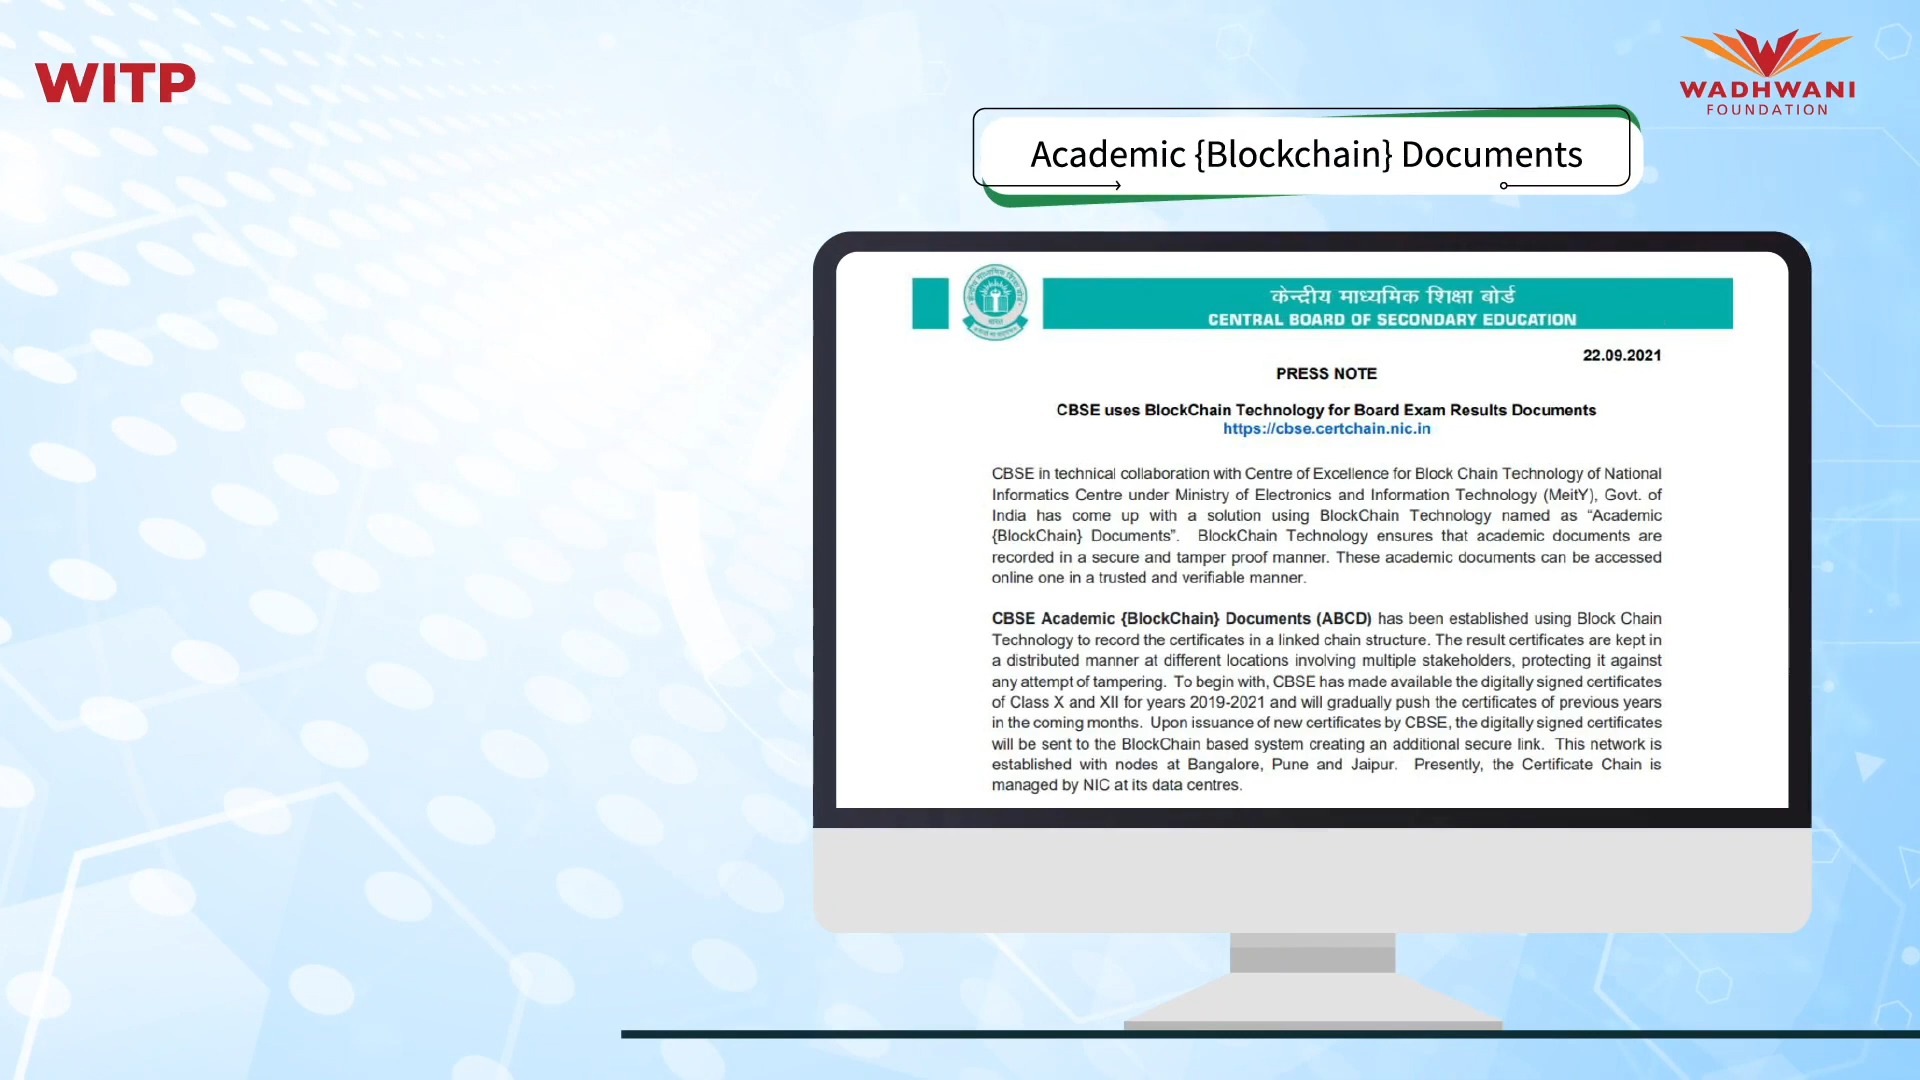 WITP
WADHWANI
FOUNDATION
Academic {Blockchain} Documents
केन्द्रीय माध्यमिक शिक्षा बोर्ड
CENTRAL BOARD OF SECONDARY EDUCATION
22.09.2021
PRESS NOTE
CBSE uses BlockChain Technology for Board Exam Results Documents
https://cbse.certchain.nic.in
CBSE in technical collaboration with Centre of Excellence for Block Chain Technology of National
Informatics Centre under Ministry of Electronics and Information Technology (MeitY), Govt. of
India has come up with a solution using BlockChain Technology named as “Academic
{BlockChain} Documents”. BlockChain Technology ensures that academic documents are
recorded in a secure and tamper proof manner. These academic documents can be accessed
online one in a trusted and verifiable manner.
CBSE Academic {BlockChain} Documents (ABCD) has been established using Block Chain
Technology to record the certificates in a linked chain structure. The result certificates are kept in
a distributed manner at different locations involving multiple stakeholders, protecting it against
any attempt of tampering. To begin with, CBSE has made available the digitally signed certificates
of Class X and XII for years 2019-2021 and will gradually push the certificates of previous years
in the coming months. Upon issuance of new certificates by CBSE, the digitally signed certificates
will be sent to the BlockChain based system creating an additional secure link. This network is
established with nodes at Bangalore, Pune and Jaipur. Presently, the Certificate Chain is
managed by NIC at its data centres.